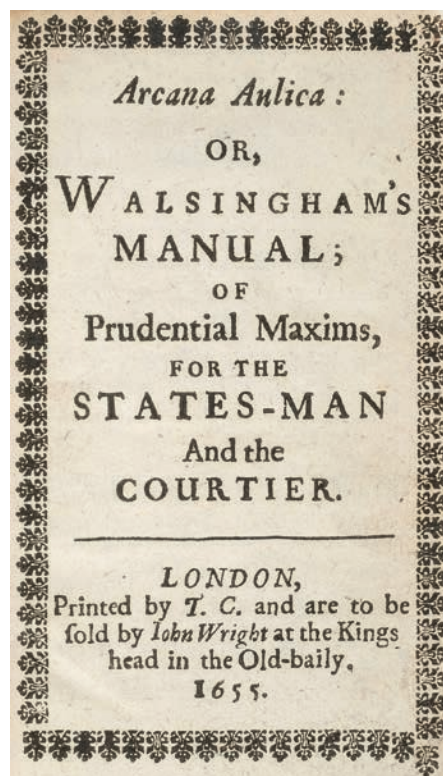 Arcana Aulica:
OR,
WALSINGHAM'S
MANUAL;
OF
Prudential Maxims,
FOR THE
STATES-MAN
And the
COURTIER.
LONDON,
Printed by T. C. and are to be
ſold by Iohn Wright at the Kings
head in the Old-baily.
1655.